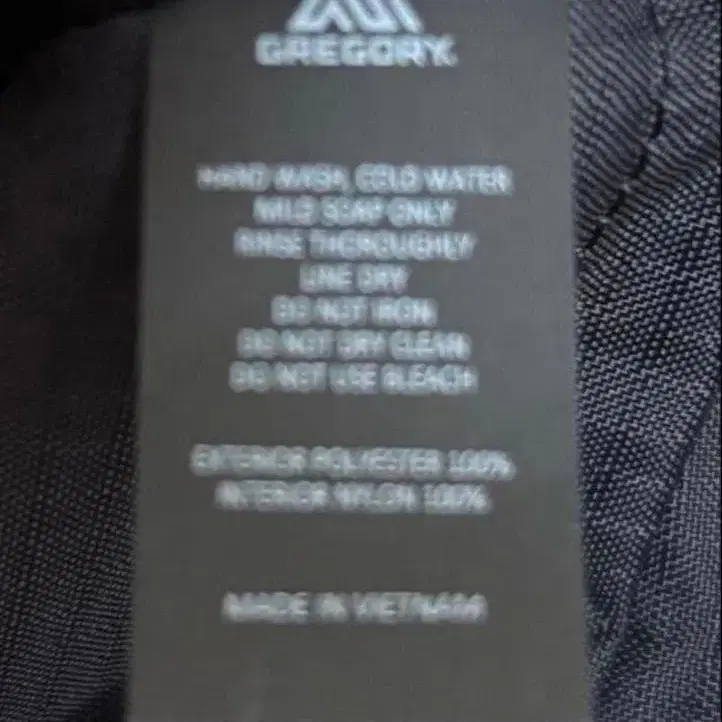 GREGORY.
HAND WASH, COLD WATER
MILD SOAP ONLY
RINSE THOROUGHLY
LINE DRY
DO NOT IRON
DO NOT DRY CLEAN
DO NOT USE BLEACH
EXTERIOR POLYESTER 100%
INTERIOR NYLON 100%
MADE IN VIETNAM